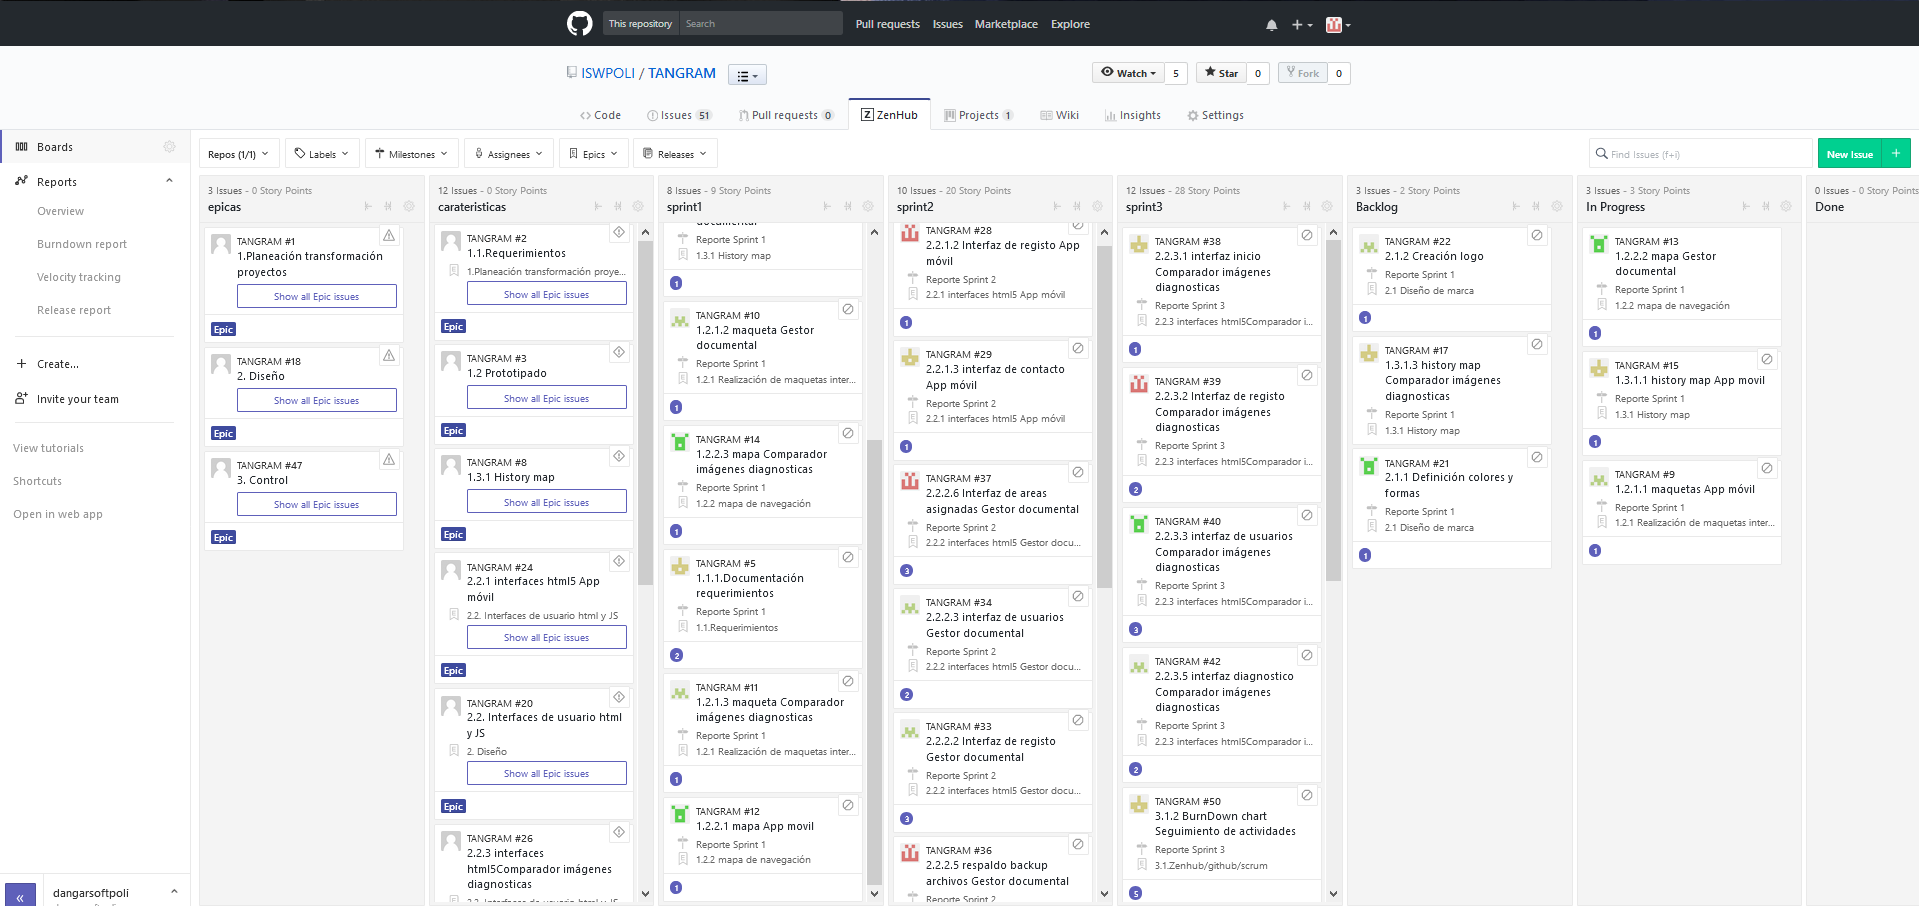 This repository
Search
Pull requests
Issues
Marketplace
Explore
ISWPOLI / TANGRAM
Watch
5
Star
0
Fork
0
Code
Issues 51
Pull requests 0
ZenHub
Projects 1
Wiki
Insights
Settings
Boards
Reports
Overview
Burndown report
Velocity tracking
Release report
Create...
Invite your team
View tutorials
Shortcuts
Open in web app
«
dangarsoftpoli
Repos (1/1)
Labels
Milestones
Assignees
Epics
Releases
Find Issues (f+i)
New Issue
+
3 Issues - 0 Story Points
epicas
TANGRAM #1
1.Planeación transformación
proyectos
Show all Epic issues
Epic
TANGRAM #18
2. Diseño
Show all Epic issues
Epic
TANGRAM #47
3. Control
Show all Epic issues
Epic
12 Issues - 0 Story Points
carateristicas
TANGRAM #2
1.1.Requerimientos
1.Planeación transformación proye...
Show all Epic issues
Epic
TANGRAM #3
1.2 Prototipado
Show all Epic issues
Epic
TANGRAM #8
1.3.1 History map
Show all Epic issues
Epic
TANGRAM #24
2.2.1 interfaces html5 App
móvil
2.2. Interfaces de usuario html y JS
Show all Epic issues
Epic
TANGRAM #20
2.2. Interfaces de usuario html
y JS
2. Diseño
Show all Epic issues
Epic
TANGRAM #26
2.2.3 interfaces
html5Comparador imágenes
diagnosticas
2.2. Interfaces de usuario html y JS
8 Issues - 9 Story Points
sprint1
documental
Reporte Sprint 1
1.3.1 History map
1
TANGRAM #10
1.2.1.2 maqueta Gestor
documental
Reporte Sprint 1
1.2.1 Realización de maquetas inter...
1
TANGRAM #14
1.2.2.3 mapa Comparador
imágenes diagnosticas
Reporte Sprint 1
1.2.2 mapa de navegación
1
TANGRAM #5
1.1.1.Documentación
requerimientos
Reporte Sprint 1
1.1.Requerimientos
2
TANGRAM #11
1.2.1.3 maqueta Comparador
imágenes diagnosticas
Reporte Sprint 1
1.2.1 Realización de maquetas inter...
1
TANGRAM #12
1.2.2.1 mapa App movil
Reporte Sprint 1
1.2.2 mapa de navegación
1
10 Issues - 20 Story Points
sprint2
TANGRAM #28
2.2.1.2 Interfaz de registo App
móvil
Reporte Sprint 2
2.2.1 interfaces html5 App móvil
1
TANGRAM #29
2.2.1.3 interfaz de contacto
App móvil
Reporte Sprint 2
2.2.1 interfaces html5 App móvil
1
TANGRAM #37
2.2.2.6 Interfaz de areas
asignadas Gestor documental
Reporte Sprint 2
2.2.2 interfaces html5 Gestor docu...
3
TANGRAM #34
2.2.2.3 interfaz de usuarios
Gestor documental
Reporte Sprint 2
2.2.2 interfaces html5 Gestor docu...
2
TANGRAM #33
2.2.2.2 Interfaz de registo
Gestor documental
Reporte Sprint 2
2.2.2 interfaces html5 Gestor docu...
3
TANGRAM #36
2.2.2.5 respaldo backup
archivos Gestor documental
Reporte Sprint 2
12 Issues - 28 Story Points
sprint3
TANGRAM #38
2.2.3.1 interfaz inicio
Comparador imágenes
diagnosticas
Reporte Sprint 3
2.2.3 interfaces html5Comparador i...
1
TANGRAM #39
2.2.3.2 Interfaz de registo
Comparador imágenes
diagnosticas
Reporte Sprint 3
2.2.3 interfaces html5Comparador i...
2
TANGRAM #40
2.2.3.3 interfaz de usuarios
Comparador imágenes
diagnosticas
Reporte Sprint 3
2.2.3 interfaces html5Comparador i...
3
TANGRAM #42
2.2.3.5 interfaz diagnostico
Comparador imágenes
diagnosticas
Reporte Sprint 3
2.2.3 interfaces html5Comparador i...
2
TANGRAM #50
3.1.2 BurnDown chart
Seguimiento de actividades
Reporte Sprint 3
3.1.Zenhub/github/scrum
5
3 Issues - 2 Story Points
Backlog
TANGRAM #22
2.1.2 Creación logo
Reporte Sprint 1
2.1 Diseño de marca
1
TANGRAM #17
1.3.1.3 history map
Comparador imágenes
diagnosticas
Reporte Sprint 1
1.3.1 History map
TANGRAM #21
2.1.1 Definición colores y
formas
Reporte Sprint 1
2.1 Diseño de marca
1
3 Issues - 3 Story Points
In Progress
TANGRAM #13
1.2.2.2 mapa Gestor
documental
Reporte Sprint 1
1.2.2 mapa de navegación
1
TANGRAM #15
1.3.1.1 history map App movil
Reporte Sprint 1
1.3.1 History map
1
TANGRAM #9
1.2.1.1 maquetas App móvil
Reporte Sprint 1
1.2.1 Realización de maquetas inter...
1
0 Issues - 0 Story Points
Done